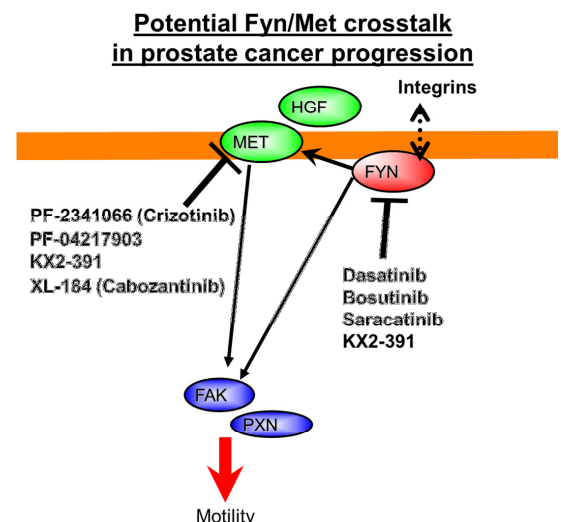 Potential Fyn/Met crosstalk
in prostate cancer progression
HGF
Integrins
MET
FYN
PF-2341066 (Crizotinib)
PF-04217903
KX2-391
XL-184 (Cabozantinib)
Dasatinib
Bosutinib
Saracatinib
KX2-391
FAK
PXN
Motility